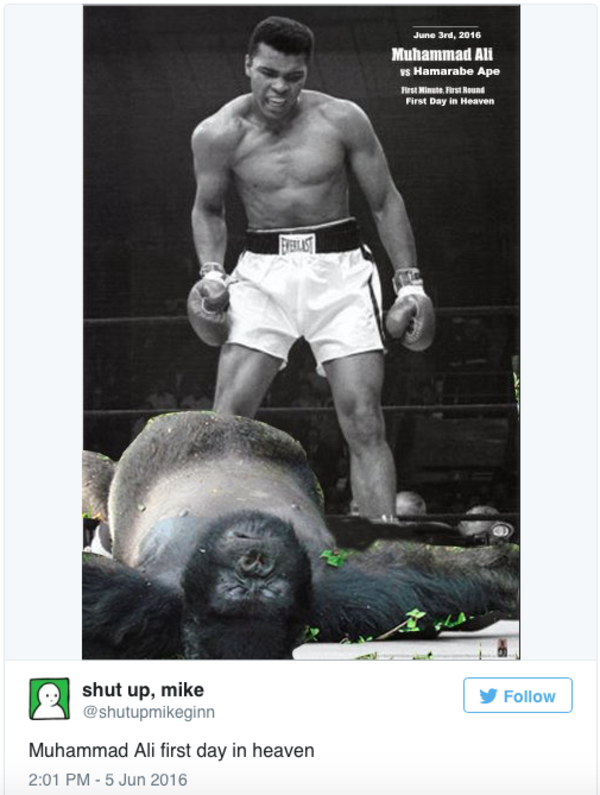 June 3rd, 2016
Muhammad Ali
vs Hamarabe Ape
First Minute, First Round
First Day in Heaven
EVERLAST
shut up, mike
@shutupmikeginn
Follow
Muhammad Ali first day in heaven
2:01 PM - 5 Jun 2016